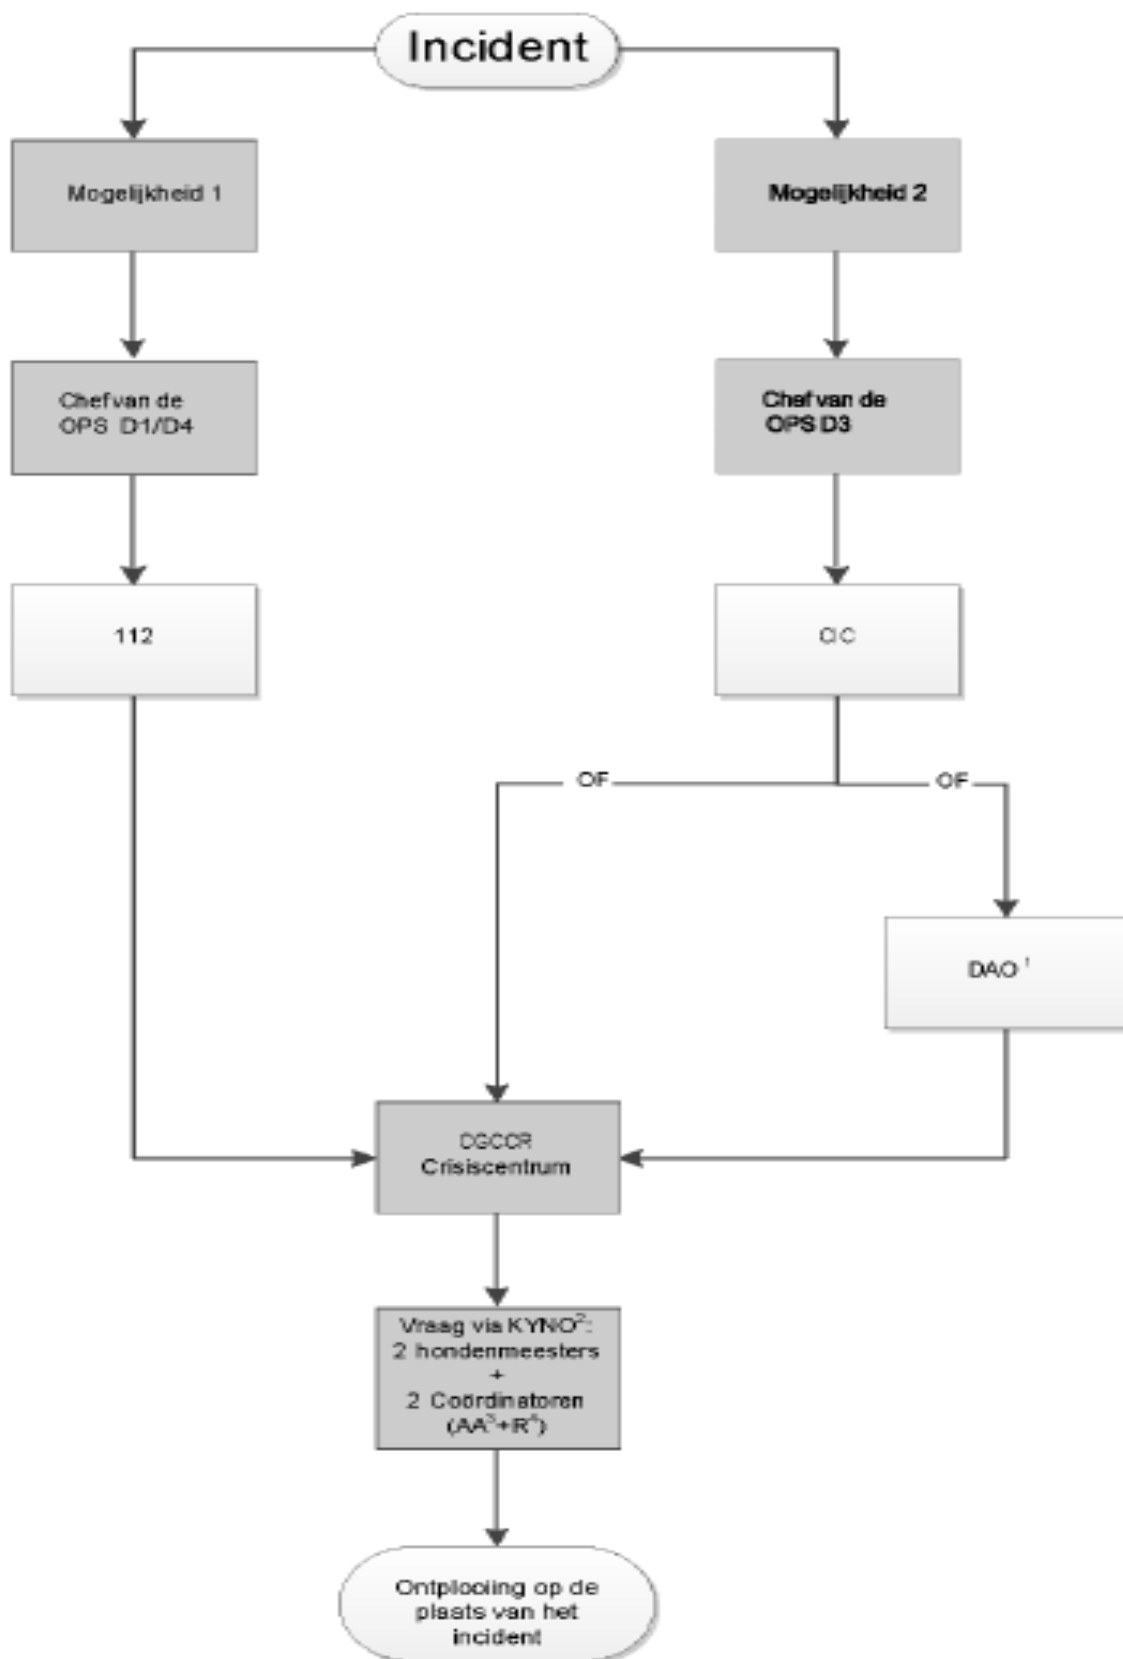 Incident
Mogelijkheid 1
Mogelijkheid 2
Chef van de
OPS D1/D4
Chef van de
OPS D3
112
CIC
OF
OF
DAO ¹
CGCCR
Crisiscentrum
Vraag via KYNO²:
2 hondenmeesters
+
2 Coördinatoren
(AA³+R⁴)
Ontplooiing op de
plaats van het
incident